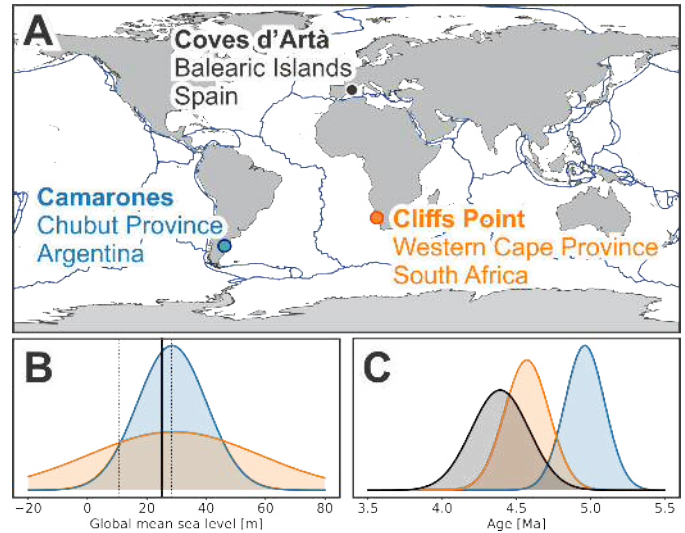 A
Coves d'Artà
Balearic Islands
Spain
Camarones
Chubut Province
Argentina
Cliffs Point
Western Cape Province
South Africa
B
−20 0 20 40 60 80
Global mean sea level [m]
C
3.5 4.0 4.5 5.0 5.5
Age [Ma]